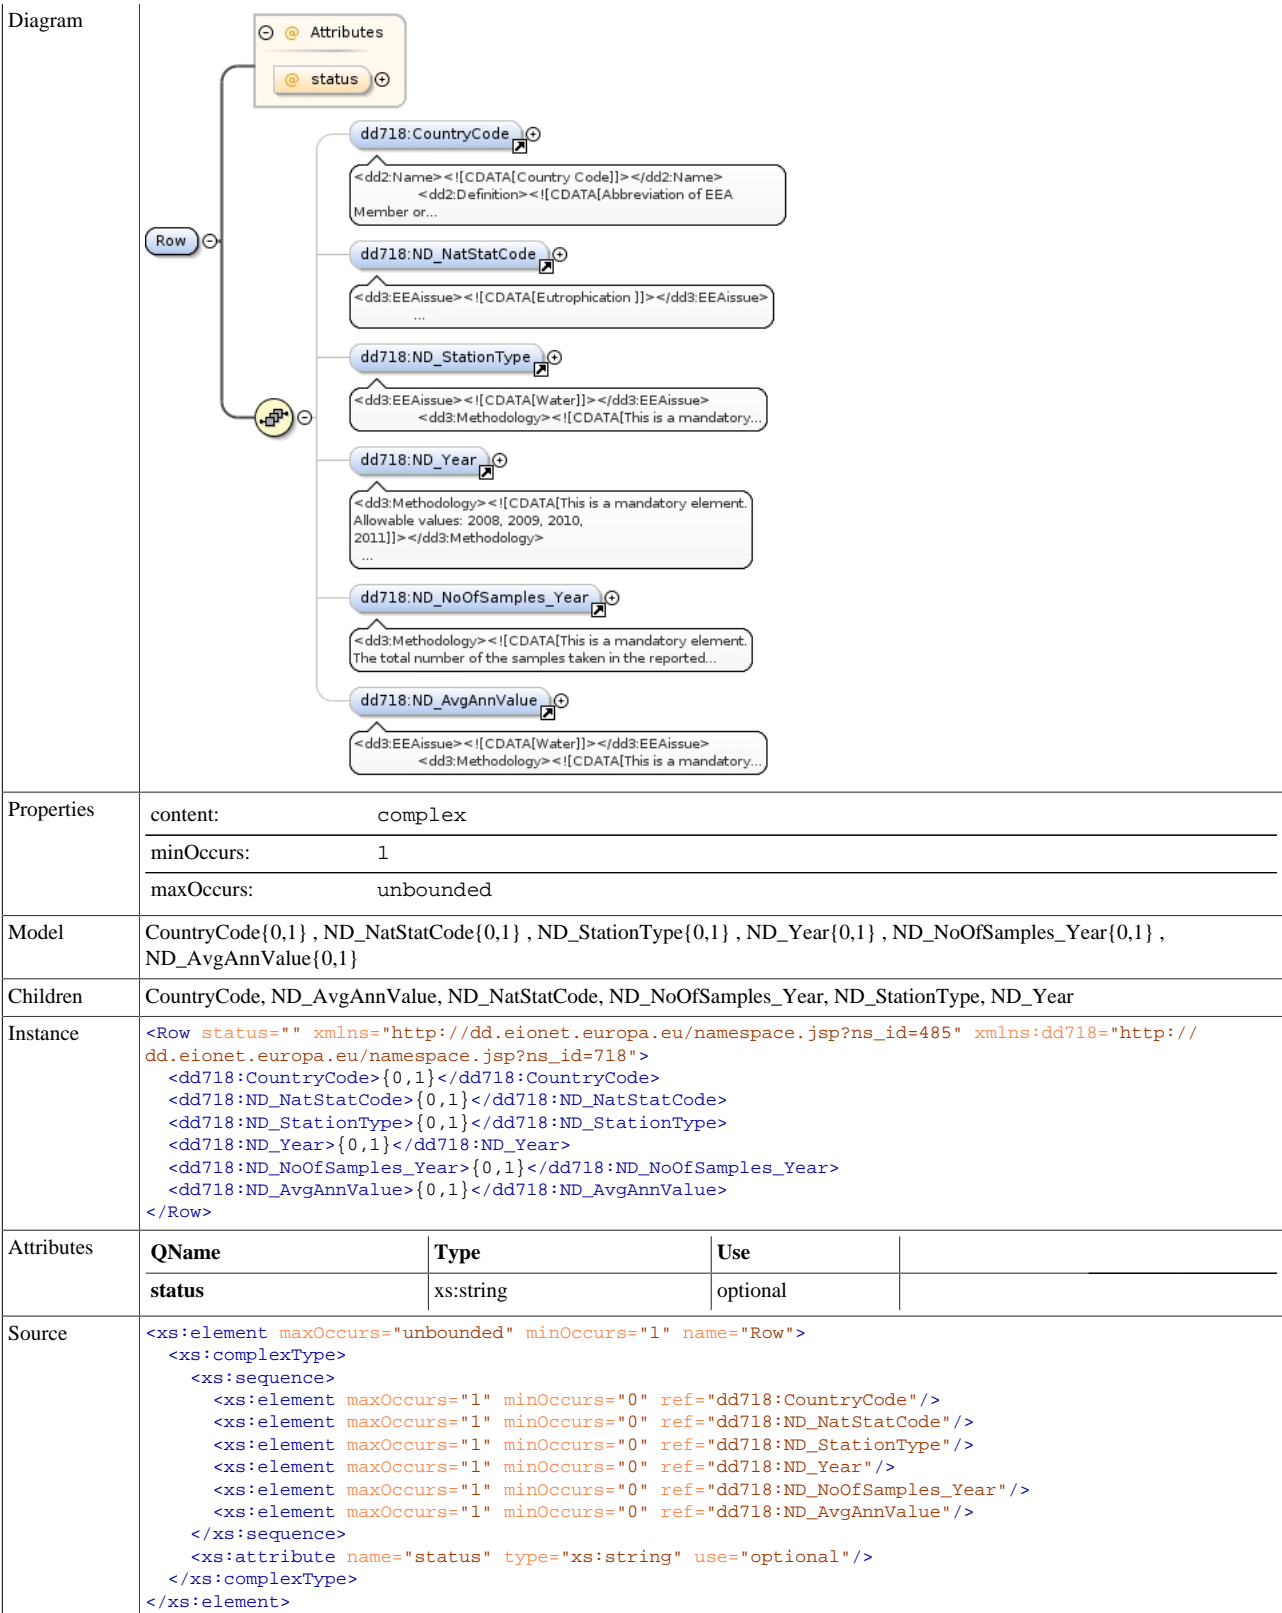 Diagram
@ Attributes
@ status
dd718:CountryCode
<dd2:Name><![CDATA[Country Code]]></dd2:Name>
<dd2:Definition><![CDATA[Abbreviation of EEA
Member or...
Row
dd718:ND_NatStatCode
<dd3:EEAissue><![CDATA[Eutrophication ]]></dd3:EEAissue>
...
dd718:ND_StationType
<dd3:EEAissue><![CDATA[Water]]></dd3:EEAissue>
<dd3:Methodology><![CDATA[This is a mandatory...
dd718:ND_Year
<dd3:Methodology><![CDATA[This is a mandatory element.
Allowable values: 2008, 2009, 2010,
2011]]></dd3:Methodology>
...
dd718:ND_NoOfSamples_Year
<dd3:Methodology><![CDATA[This is a mandatory element.
The total number of the samples taken in the reported...
dd718:ND_AvgAnnValue
<dd3:EEAissue><![CDATA[Water]]></dd3:EEAissue>
<dd3:Methodology><![CDATA[This is a mandatory...
Properties
content: complex
minOccurs: 1
maxOccurs: unbounded
Model CountryCode{0,1} , ND_NatStatCode{0,1} , ND_StationType{0,1} , ND_Year{0,1} , ND_NoOfSamples_Year{0,1} ,
ND_AvgAnnValue{0,1}
Children CountryCode, ND_AvgAnnValue, ND_NatStatCode, ND_NoOfSamples_Year, ND_StationType, ND_Year
Instance <Row status="" xmlns="http://dd.eionet.europa.eu/namespace.jsp?ns_id=485" xmlns:dd718="http://
dd.eionet.europa.eu/namespace.jsp?ns_id=718">
<dd718:CountryCode>{0,1}</dd718:CountryCode>
<dd718:ND_NatStatCode>{0,1}</dd718:ND_NatStatCode>
<dd718:ND_StationType>{0,1}</dd718:ND_StationType>
<dd718:ND_Year>{0,1}</dd718:ND_Year>
<dd718:ND_NoOfSamples_Year>{0,1}</dd718:ND_NoOfSamples_Year>
<dd718:ND_AvgAnnValue>{0,1}</dd718:ND_AvgAnnValue>
</Row>
Attributes
QName Type Use
status xs:string optional
Source <xs:element maxOccurs="unbounded" minOccurs="1" name="Row">
<xs:complexType>
<xs:sequence>
<xs:element maxOccurs="1" minOccurs="0" ref="dd718:CountryCode"/>
<xs:element maxOccurs="1" minOccurs="0" ref="dd718:ND_NatStatCode"/>
<xs:element maxOccurs="1" minOccurs="0" ref="dd718:ND_StationType"/>
<xs:element maxOccurs="1" minOccurs="0" ref="dd718:ND_Year"/>
<xs:element maxOccurs="1" minOccurs="0" ref="dd718:ND_NoOfSamples_Year"/>
<xs:element maxOccurs="1" minOccurs="0" ref="dd718:ND_AvgAnnValue"/>
</xs:sequence>
<xs:attribute name="status" type="xs:string" use="optional"/>
</xs:complexType>
</xs:element>